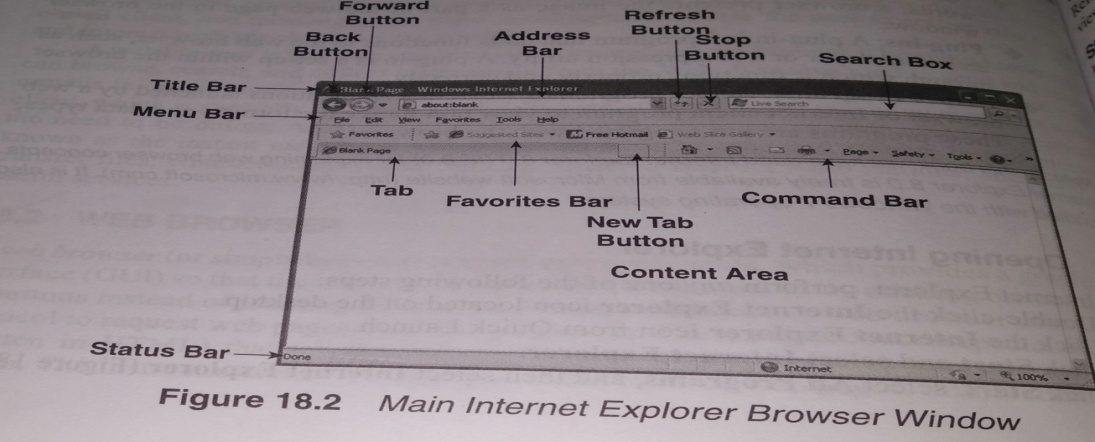 Forward
Button
Back
Button
Address
Bar
Refresh
Button
Stop
Button
Search Box
Title Bar
Blank Page - Windows Internet Explorer
about:blank
Live Search
Menu Bar
File Edit View Favorites Tools Help
Favorites Suggested Sites Free Hotmail Web Slice Gallery
Blank Page
Page Safety Tools
Tab
Favorites Bar
New Tab
Button
Command Bar
Content Area
Status Bar
Done
Internet
100%
Figure 18.2 Main Internet Explorer Browser Window